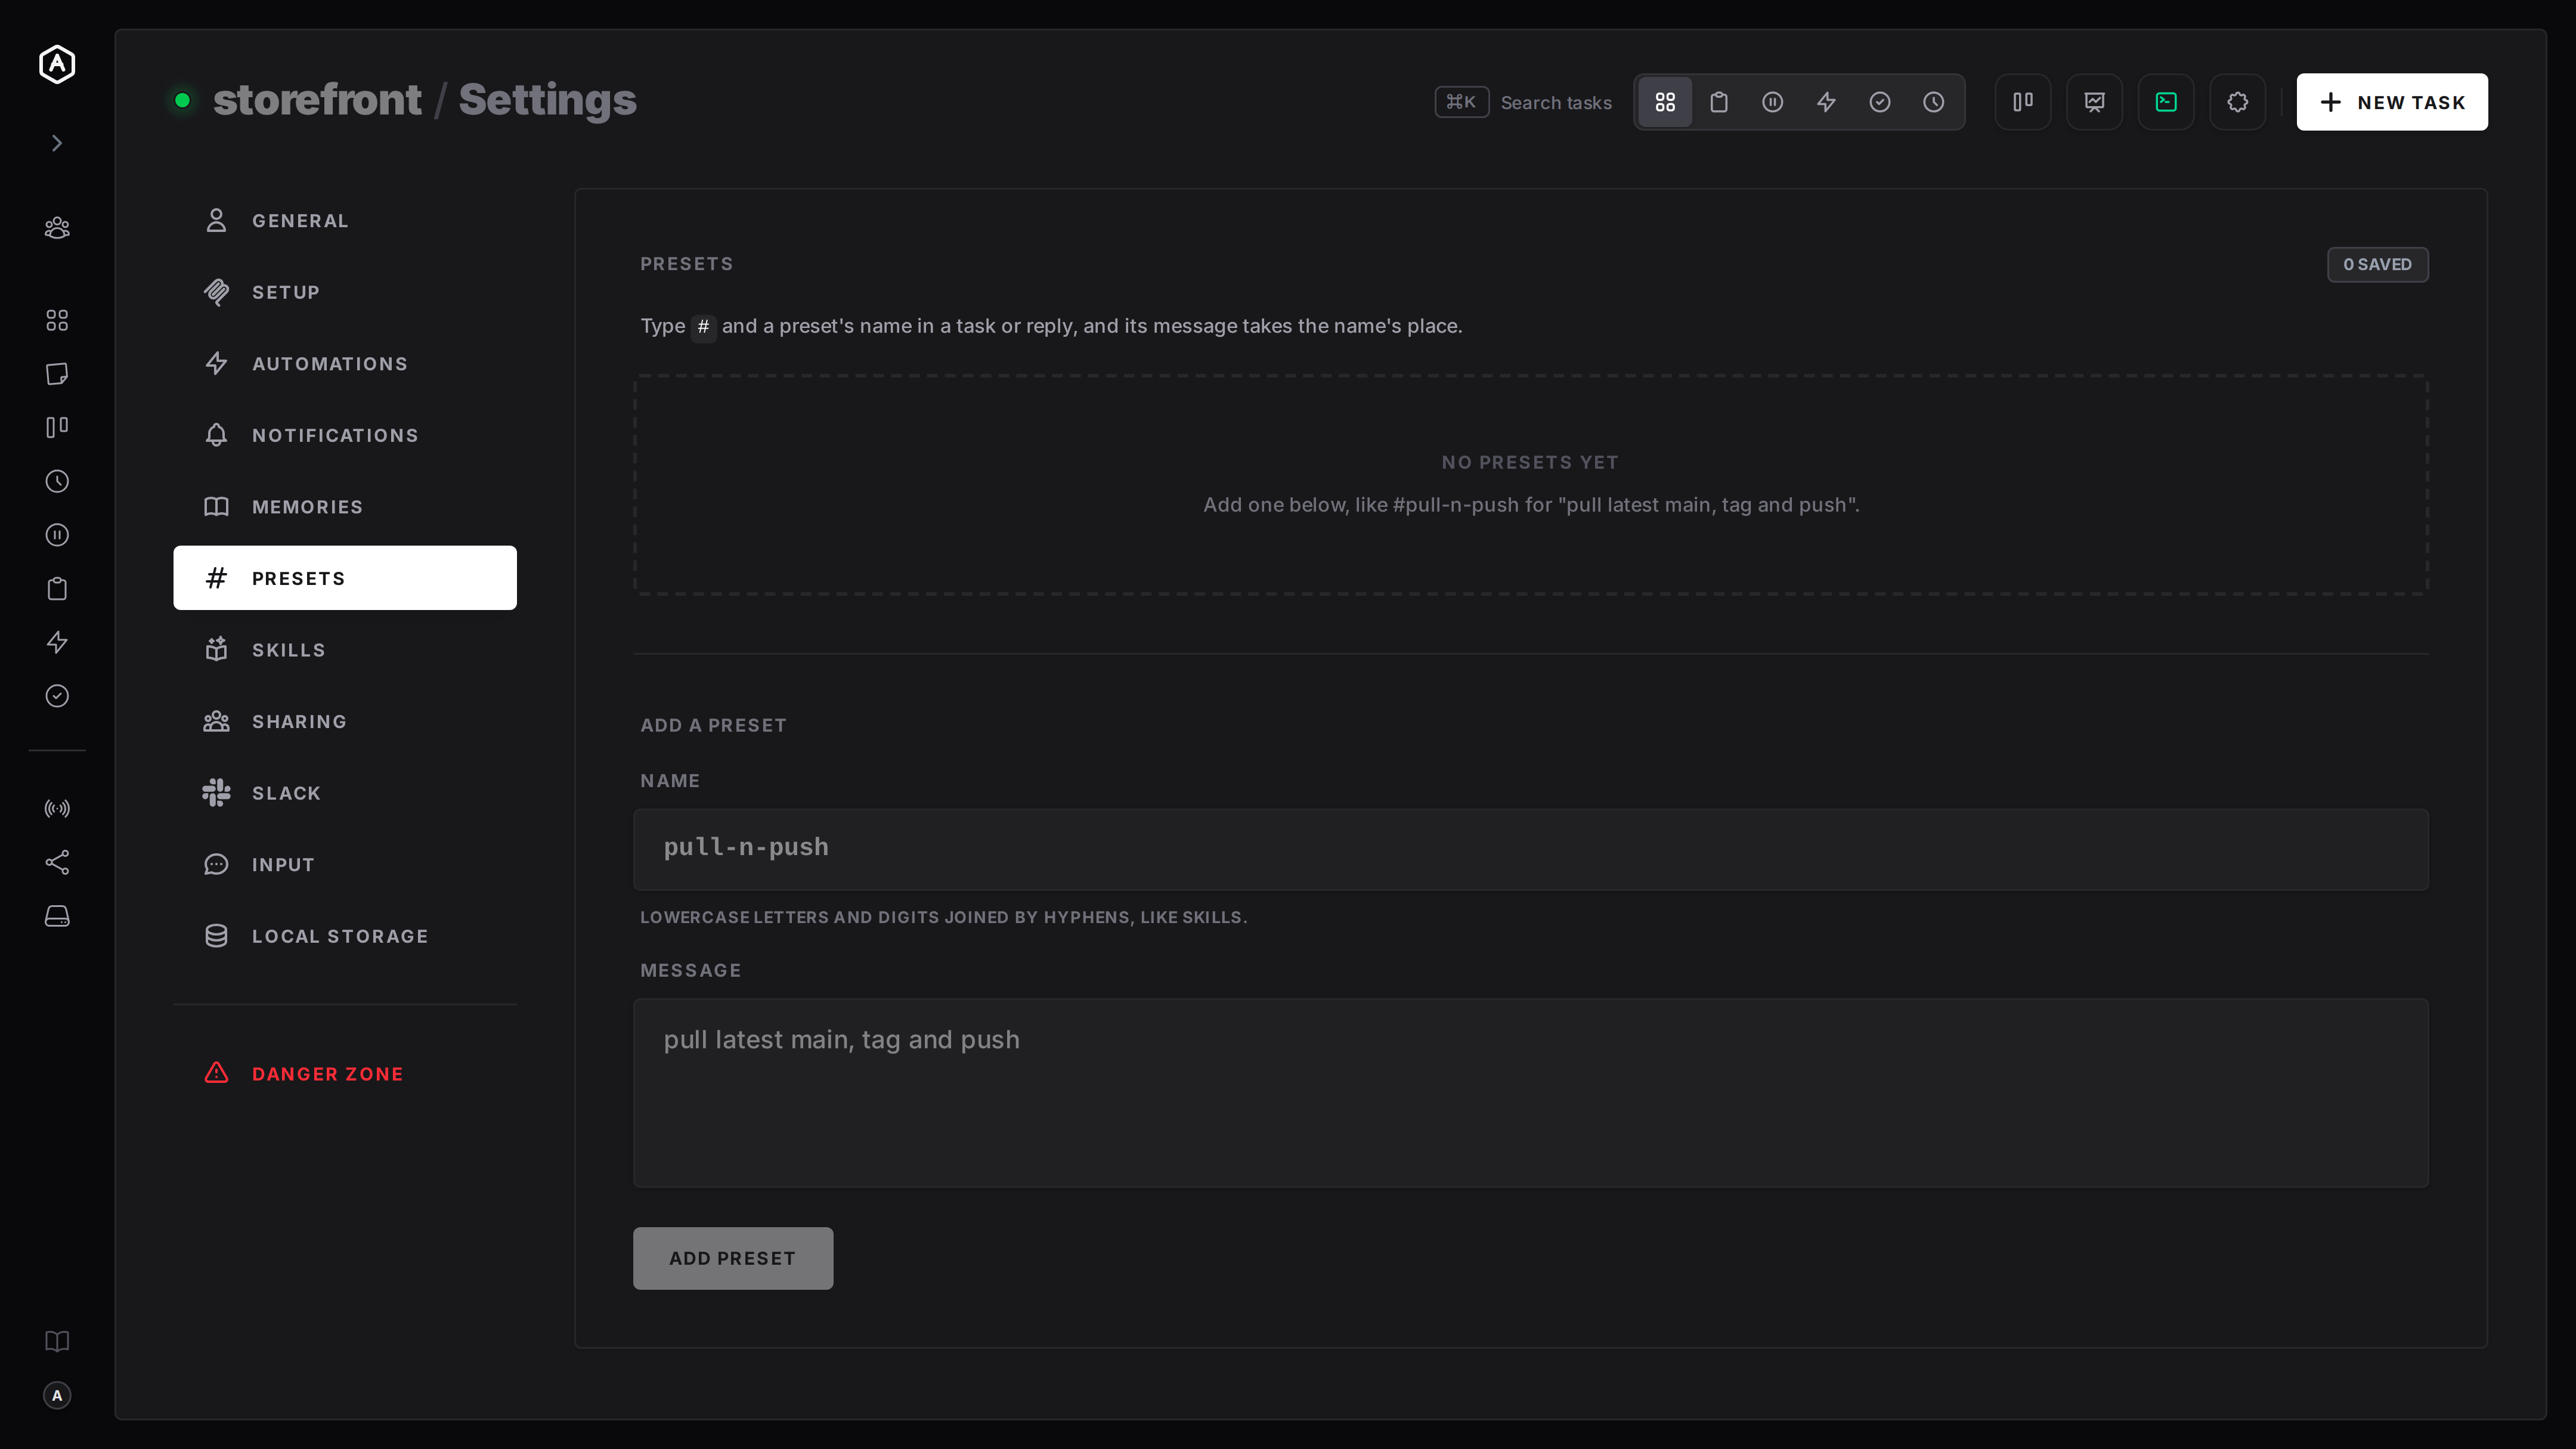 storefront / Settings
⌘K Search tasks
NEW TASK
GENERAL
SETUP
AUTOMATIONS
NOTIFICATIONS
MEMORIES
PRESETS
SKILLS
SHARING
SLACK
INPUT
LOCAL STORAGE
DANGER ZONE
PRESETS
0 SAVED
Type # and a preset's name in a task or reply, and its message takes the name's place.
NO PRESETS YET
Add one below, like #pull-n-push for "pull latest main, tag and push".
ADD A PRESET
NAME
pull-n-push
LOWERCASE LETTERS AND DIGITS JOINED BY HYPHENS, LIKE SKILLS.
MESSAGE
pull latest main, tag and push
ADD PRESET
A